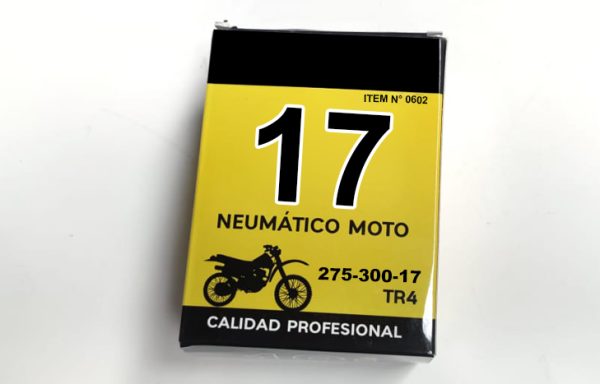 ITEM N° 0602
17
NEUMÁTICO MOTO
275-300-17
TR4
CALIDAD PROFESIONAL